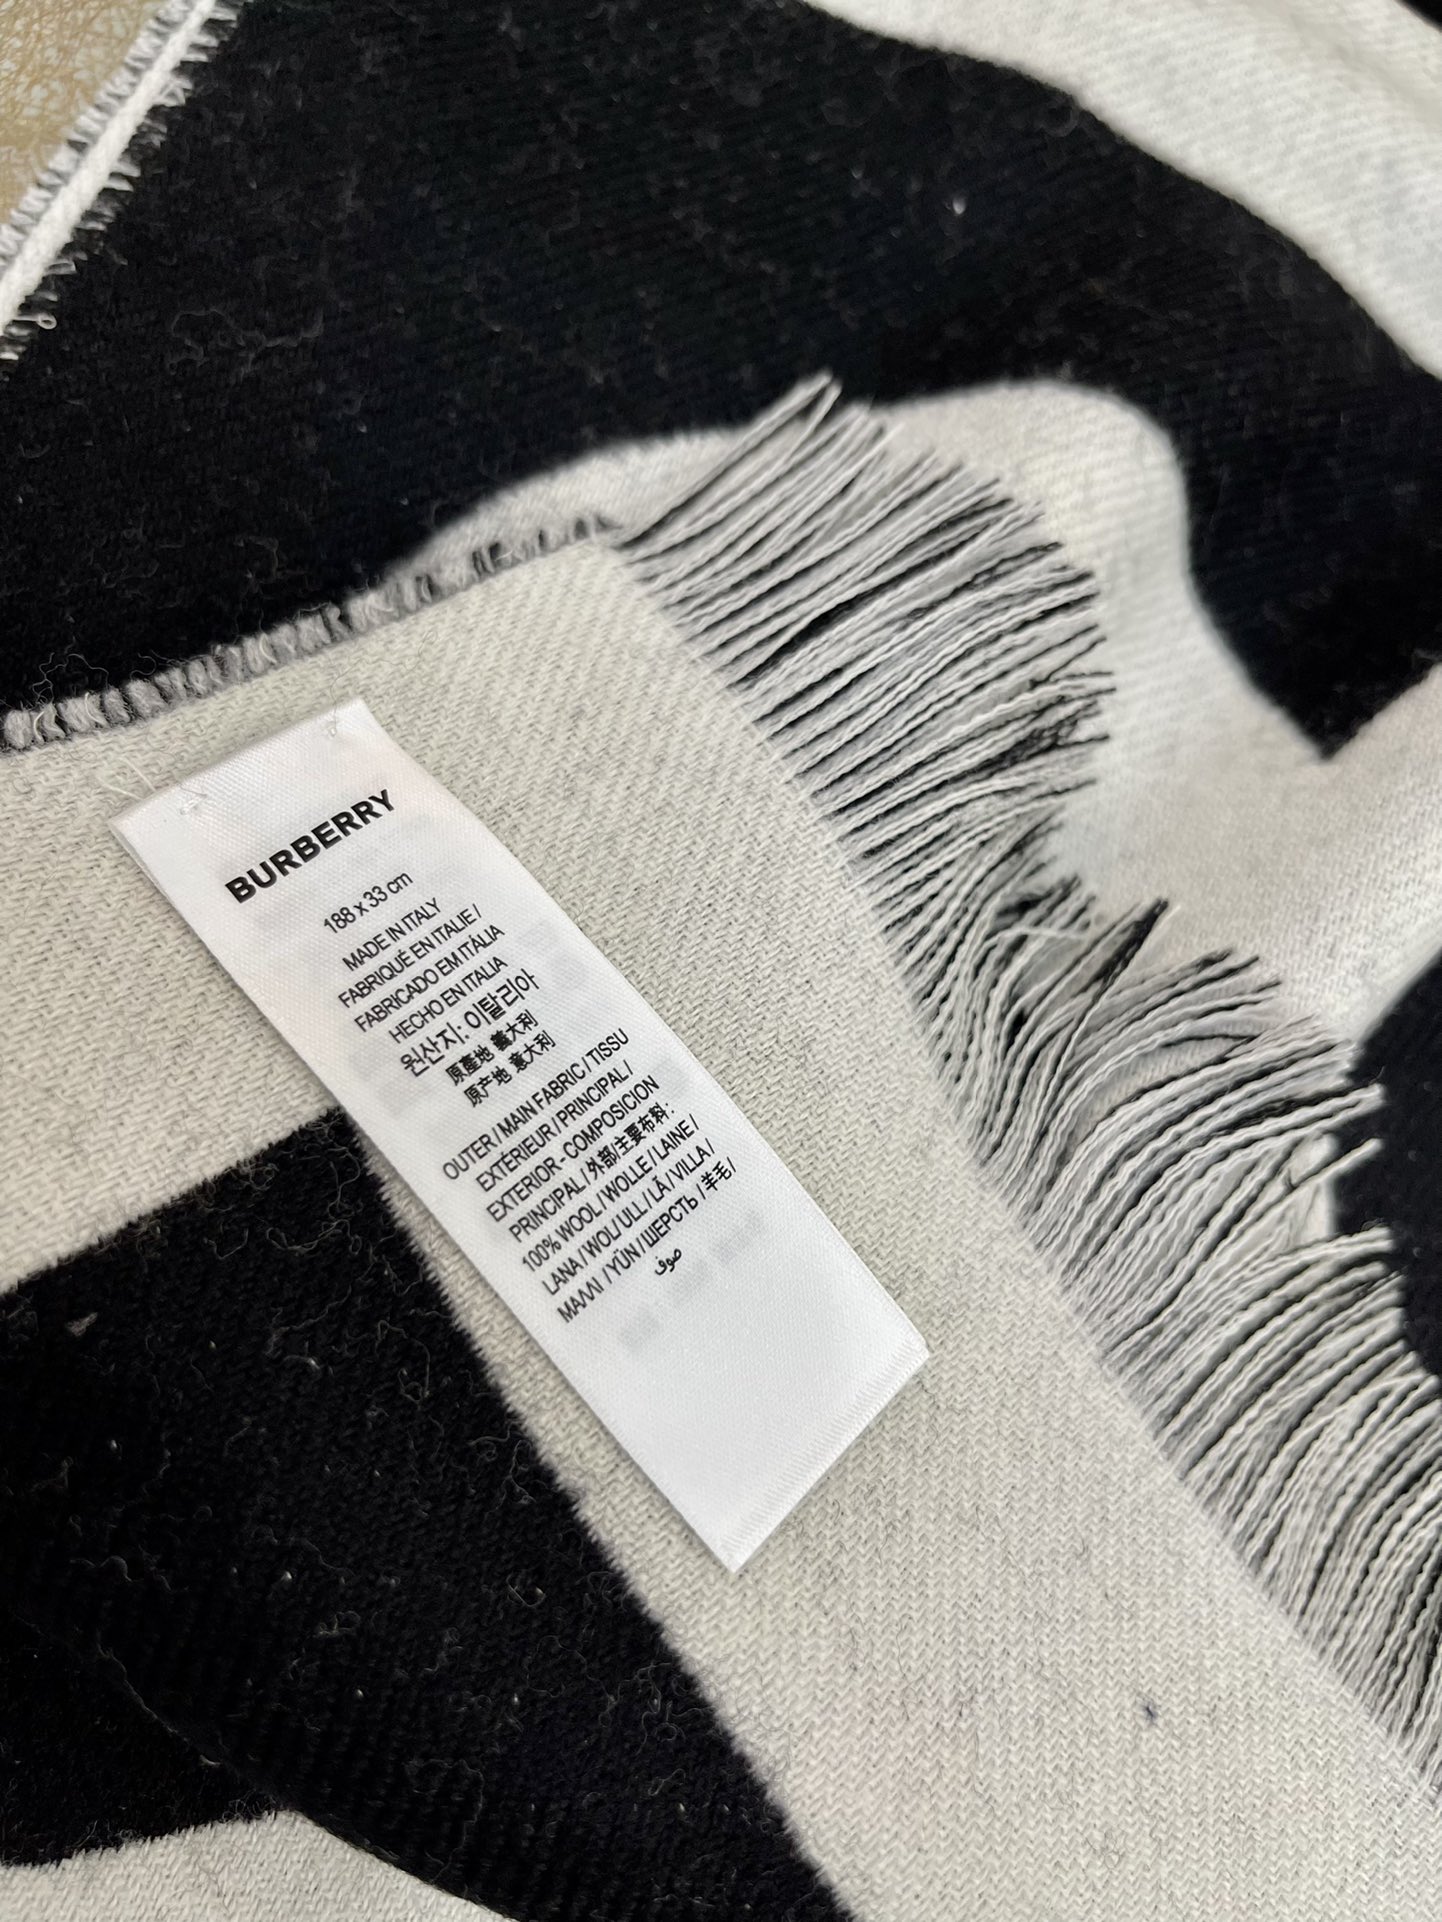 BURBERRY
188 x 33 cm
MADE IN ITALY
FABRIQUÉ EN ITALIE /
FABRICADO EM ITÁLIA
HECHO EN ITALIA
원산지: 이탈리아
原產地 義大利
原产地 意大利
OUTER / MAIN FABRIC / TISSU
EXTÉRIEUR / PRINCIPAL /
EXTERIOR - COMPOSICION
PRINCIPAL / 外部/主要布料:
100% WOOL / WOLLE / LAINE /
LANA / WOL / ULL / LÃ / VILLA /
ΜΑΛΛΙ / YÜN / ШЕРСТЬ / 羊毛 /
صوف